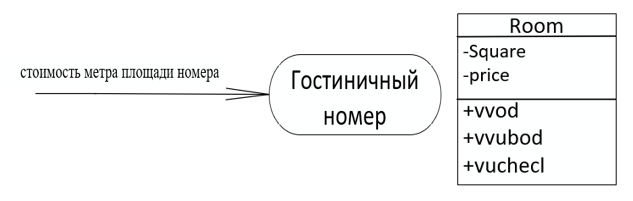 стоимость метра площади номера
Гостиничный
номер
Room
-Square
-price
+vvod
+vvubod
+vuchecl